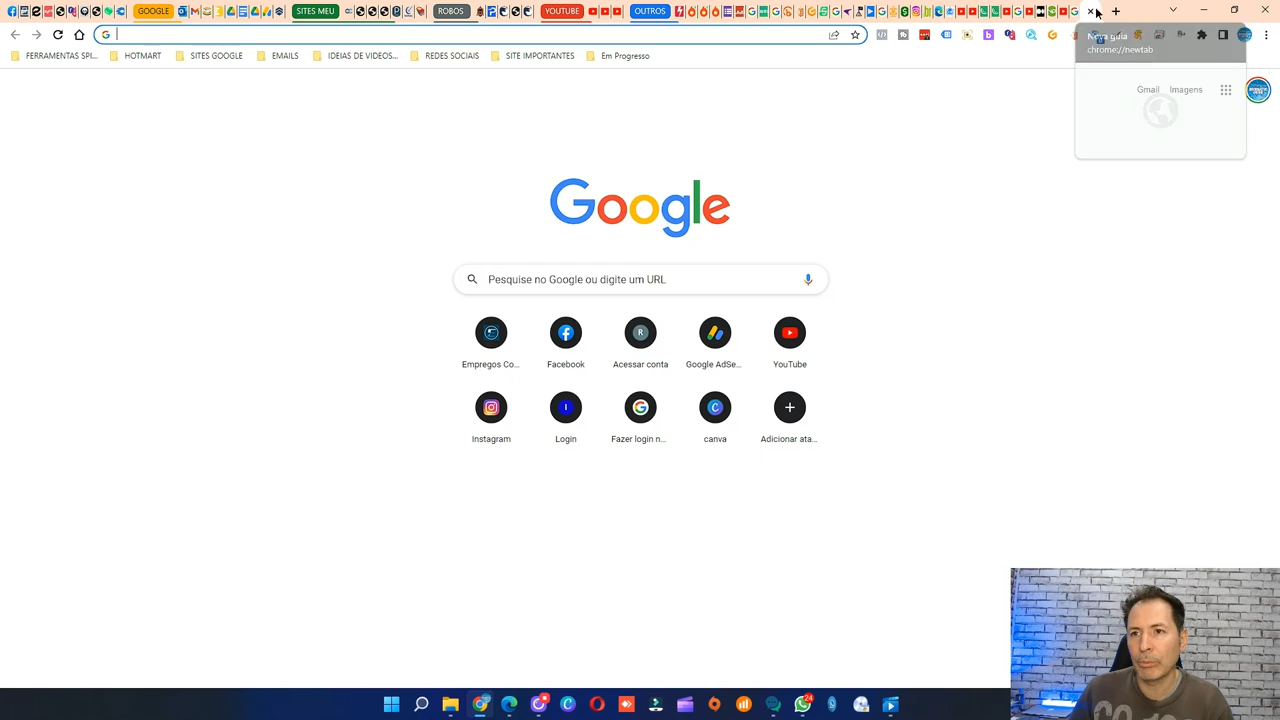 GOOGLE
SITES MEU
ROBOS
YOUTUBE
OUTROS
FERRAMENTAS SPI...
HOTMART
SITES GOOGLE
EMAILS
IDEIAS DE VIDEOS...
REDES SOCIAIS
SITE IMPORTANTES
Em Progresso
Nova guia
chrome://newtab
Gmail
Imagens
Google
Pesquise no Google ou digite um URL
R
Empregos Co...
Facebook
Acessar conta
Google AdSe...
YouTube
I
C
Instagram
Login
Fazer login n...
canva
Adicionar ata...
24